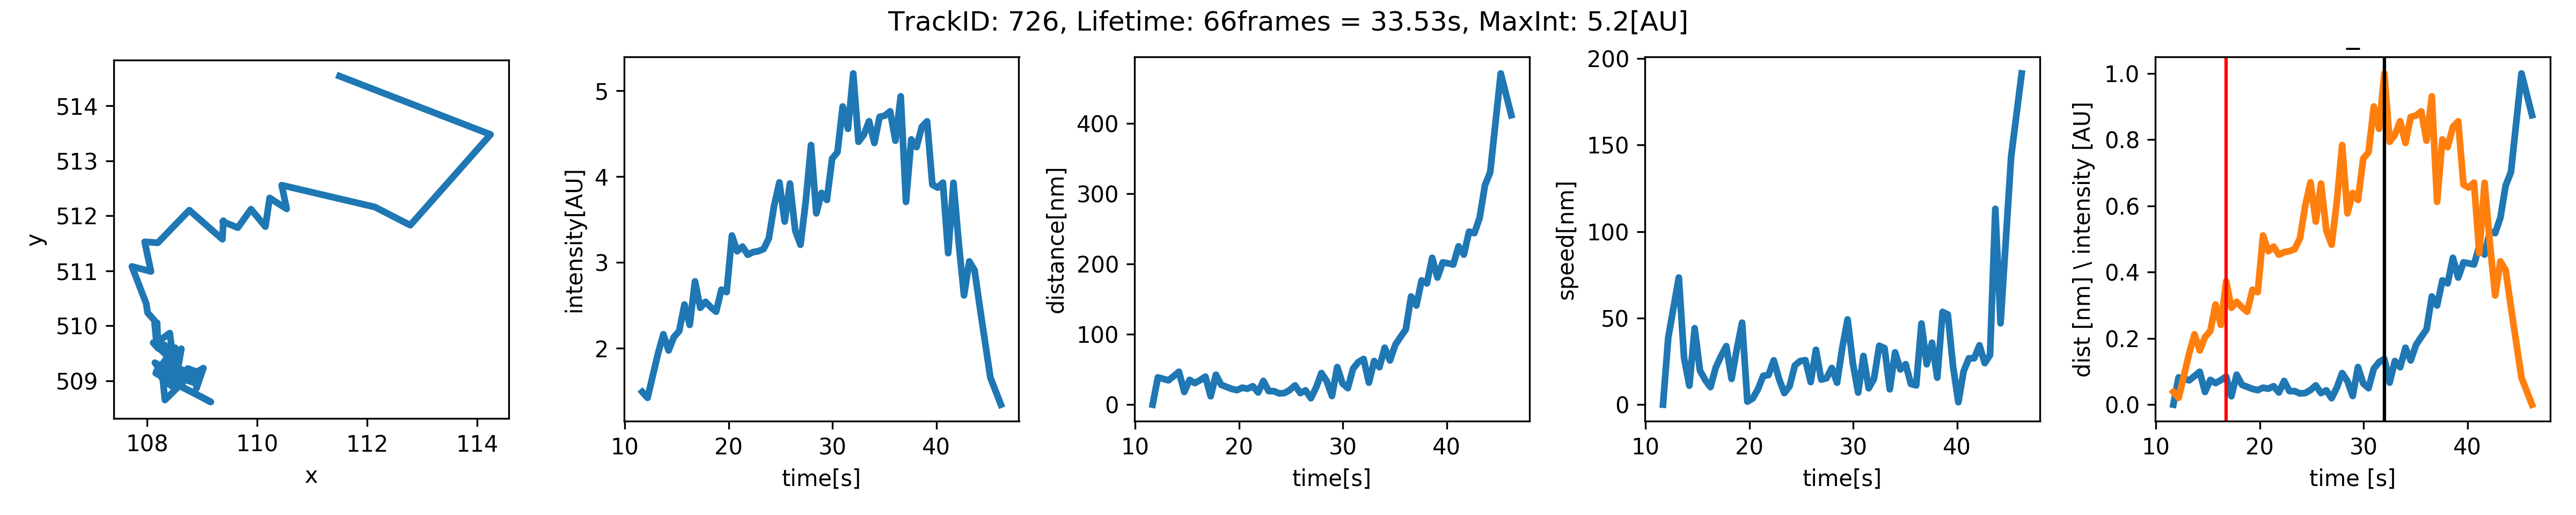 TrackID: 726, Lifetime: 66frames = 33.53s, MaxInt: 5.2[AU]
y
514
513
512
511
510
509
108 110 112 114
x
intensity[AU]
5
4
3
2
10 20 30 40
time[s]
distance[nm]
400
300
200
100
0
10 20 30 40
time[s]
speed[nm]
200
150
100
50
0
10 20 30 40
time[s]
_
dist [nm] \ intensity [AU]
1.0
0.8
0.6
0.4
0.2
0.0
10 20 30 40
time [s]